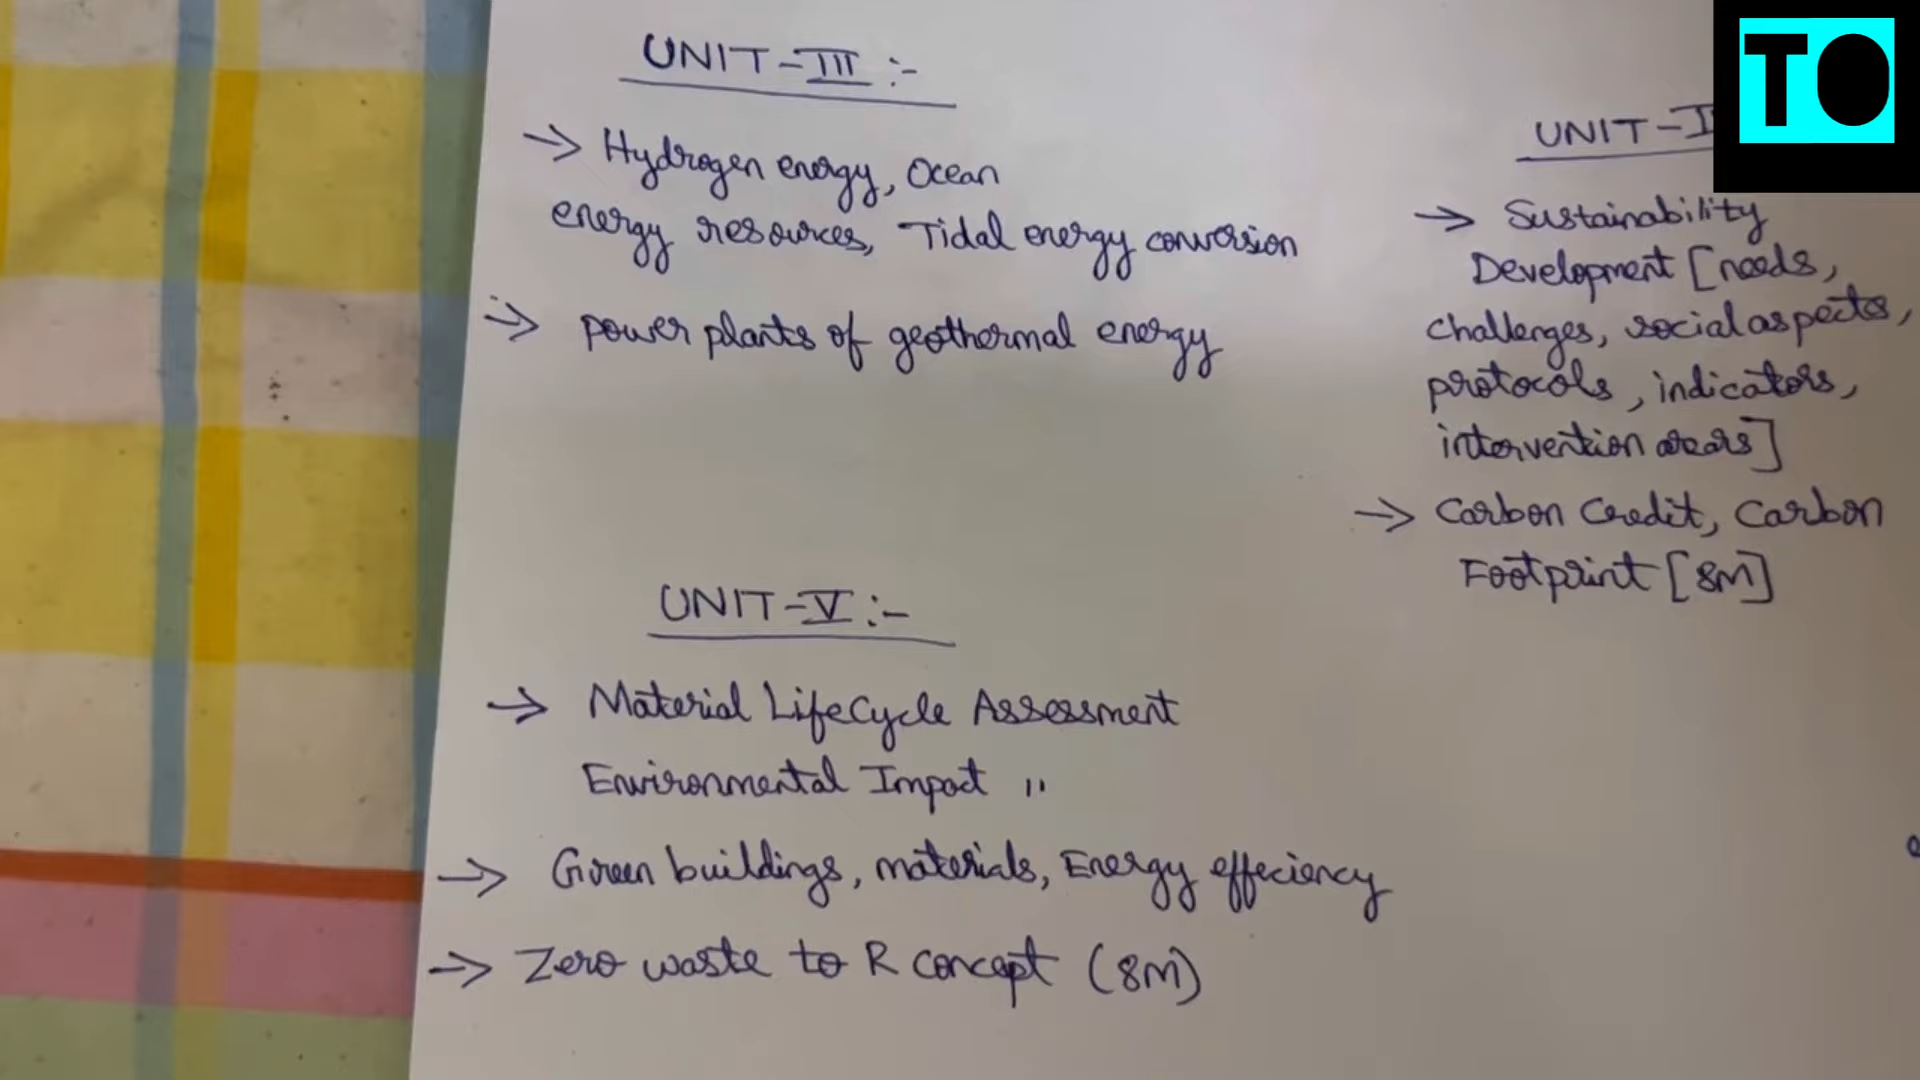 UNIT-III :-
→ Hydrogen energy, Ocean
energy resources, Tidal energy conversion
→ power plants of geothermal energy
UNIT-V :-
→ Material LifeCycle Assessment
Environmental Impact "
→ Green buildings, materials, Energy effeciency
→ Zero waste to R concept (8M)
TO
UNIT-I
→ Sustainability
Development [needs,
challenges, social aspects,
protocols, indicators,
intervention areas]
→ Carbon Credit, Carbon
Footprint [8M]